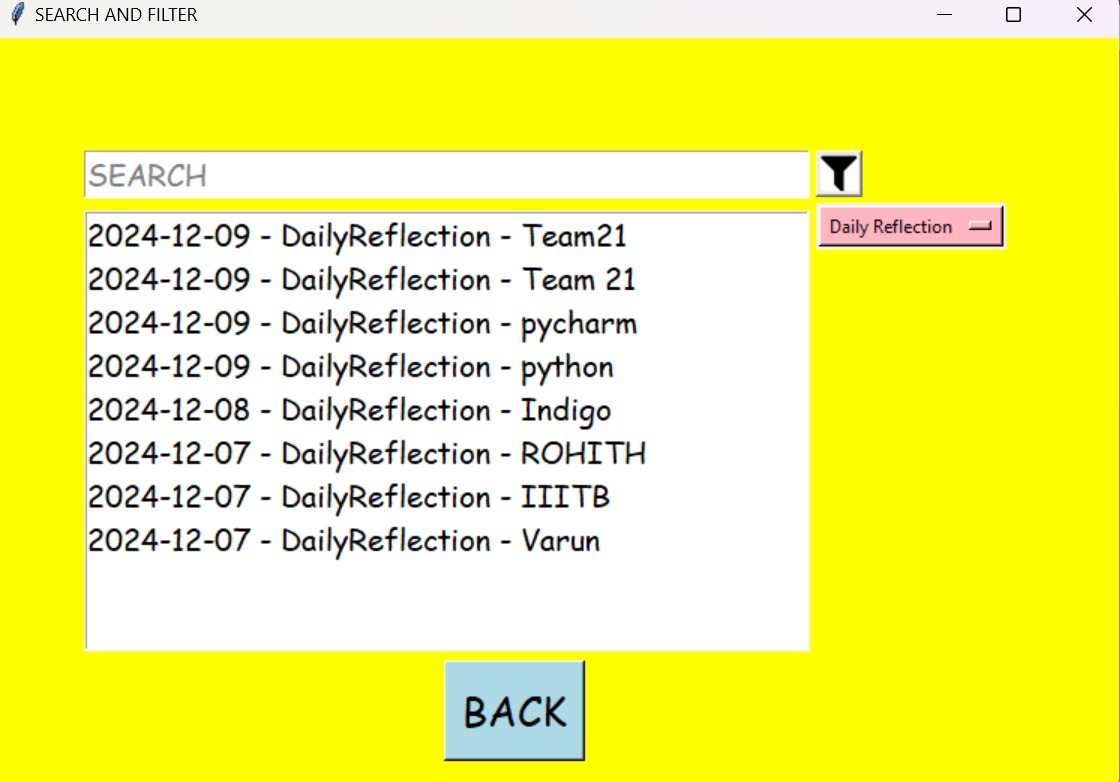 SEARCH AND FILTER
SEARCH
Daily Reflection
2024-12-09 - DailyReflection - Team21
2024-12-09 - DailyReflection - Team 21
2024-12-09 - DailyReflection - pycharm
2024-12-09 - DailyReflection - python
2024-12-08 - DailyReflection - Indigo
2024-12-07 - DailyReflection - ROHITH
2024-12-07 - DailyReflection - IIITB
2024-12-07 - DailyReflection - Varun
BACK